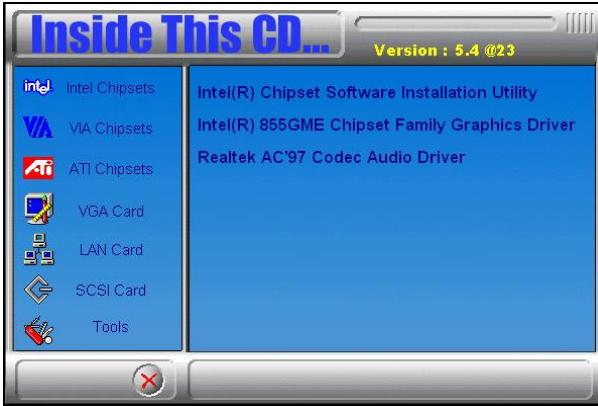 Inside This CD...
Version : 5.4 @23
intel Intel Chipsets
VIA VIA Chipsets
ATi ATI Chipsets
VGA Card
LAN Card
SCSI Card
Tools
Intel(R) Chipset Software Installation Utility
Intel(R) 855GME Chipset Family Graphics Driver
Realtek AC'97 Codec Audio Driver